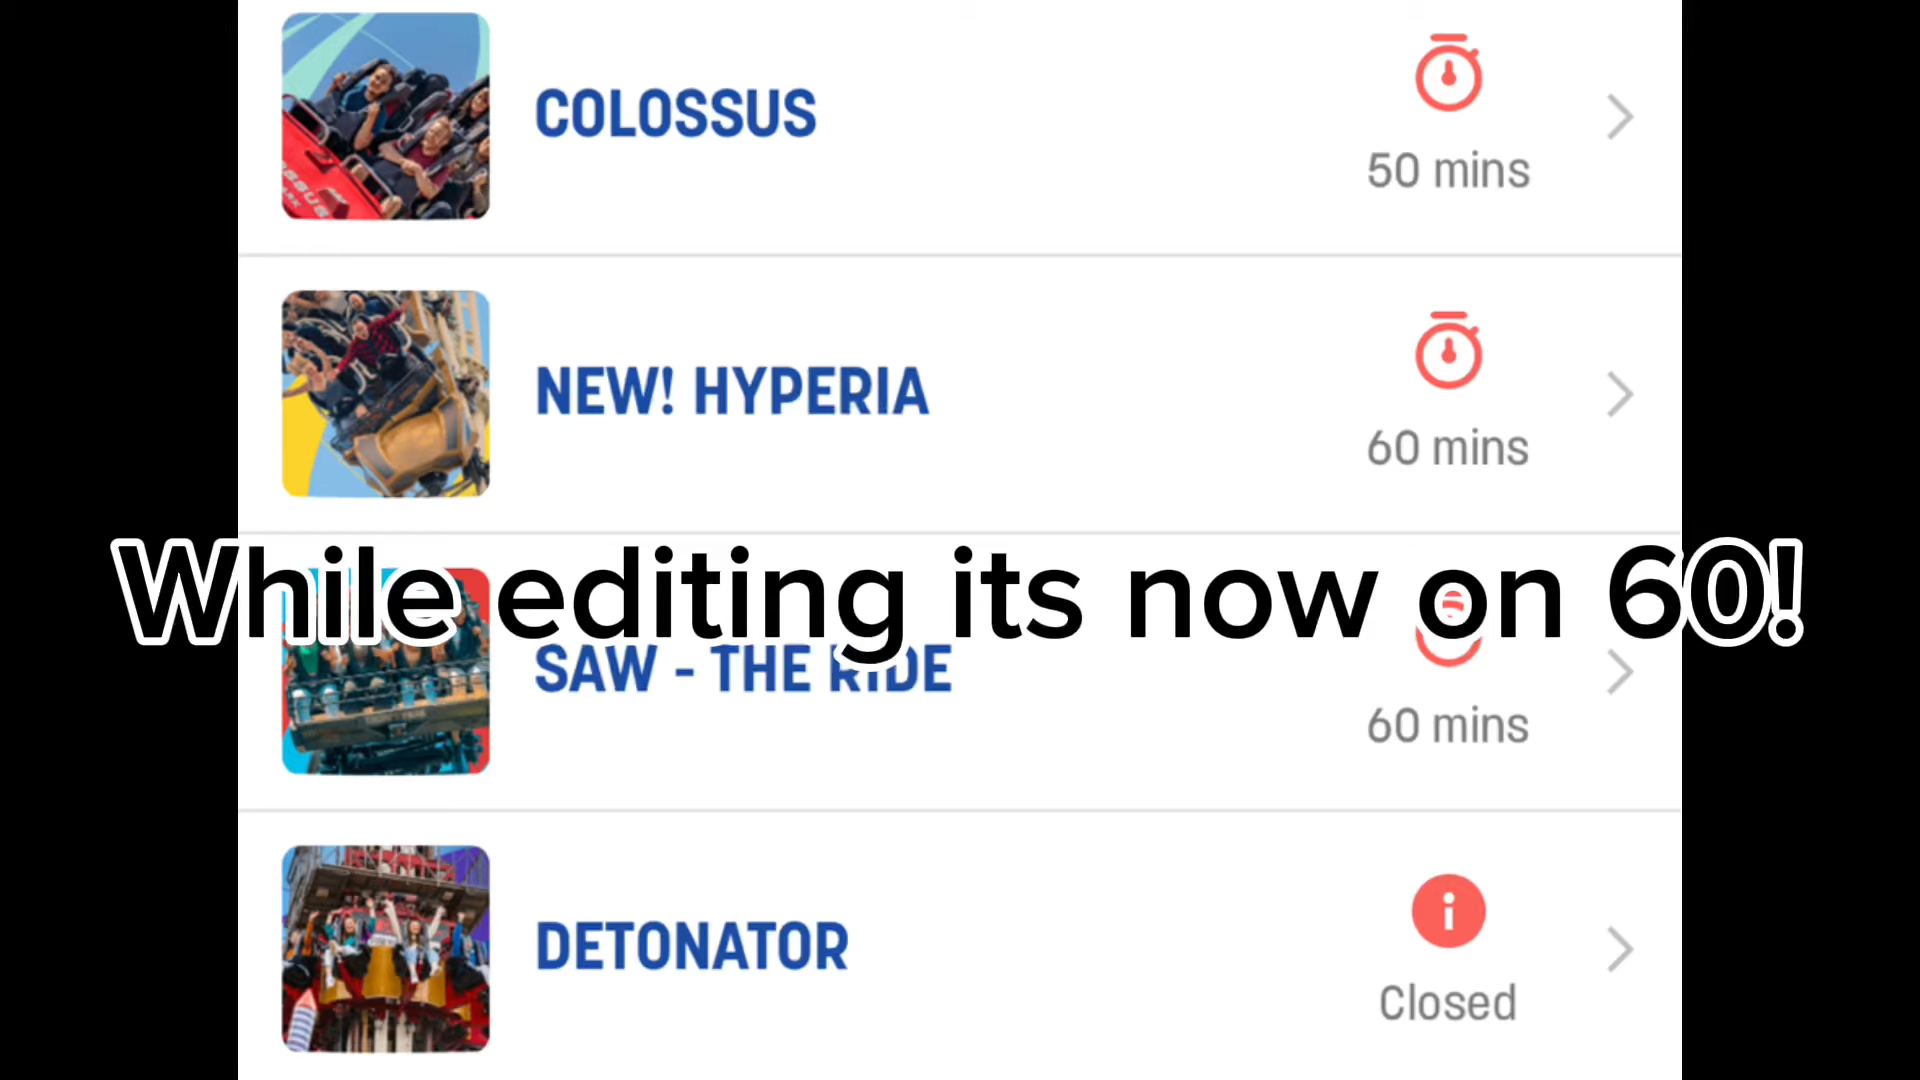 COLOSSUS
50 mins
NEW! HYPERIA
60 mins
While editing its now on 60!
SAW - THE RIDE
60 mins
DETONATOR
Closed